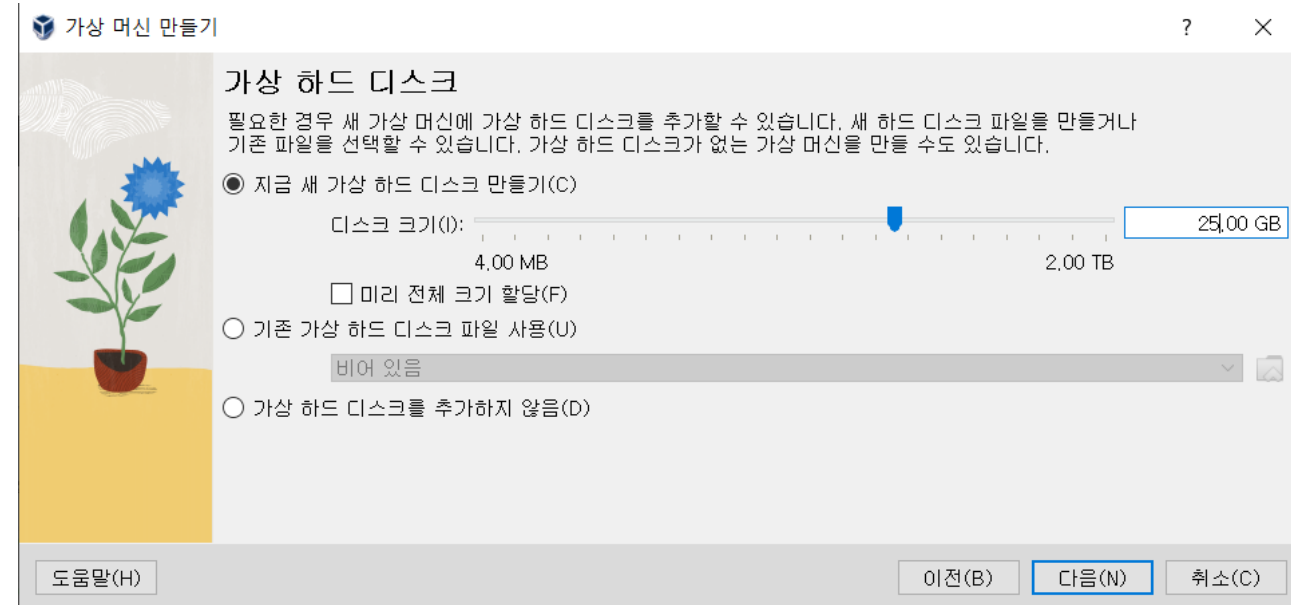 가상 머신 만들기
?
가상 하드 디스크
필요한 경우 새 가상 머신에 가상 하드 디스크를 추가할 수 있습니다. 새 하드 디스크 파일을 만들거나
기존 파일을 선택할 수 있습니다. 가상 하드 디스크가 없는 가상 머신을 만들 수도 있습니다.
지금 새 가상 하드 디스크 만들기(C)
디스크 크기(I): 25.00 GB
4.00 MB 2.00 TB
미리 전체 크기 할당(F)
기존 가상 하드 디스크 파일 사용(U)
비어 있음
가상 하드 디스크를 추가하지 않음(D)
도움말(H) 이전(B) 다음(N) 취소(C)